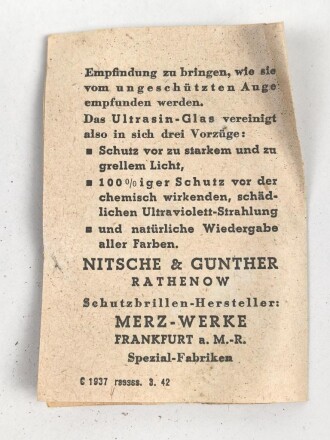 Empfindung zu bringen, wie sie
vom ungeschützten Auge
empfunden werden.
Das Ultrasin-Glas vereinigt
also in sich drei Vorzüge:
▪ Schutz vor zu starkem und zu
grellem Licht,
▪ 100%iger Schutz vor der
chemisch wirkenden, schäd-
lichen Ultraviolett-Strahlung
▪ und natürliche Wiedergabe
aller Farben.
NITSCHE & GÜNTHER
RATHENOW
Schutzbrillen-Hersteller:
MERZ-WERKE
FRANKFURT a. M.-R.
Spezial-Fabriken
C 1937 3. 42